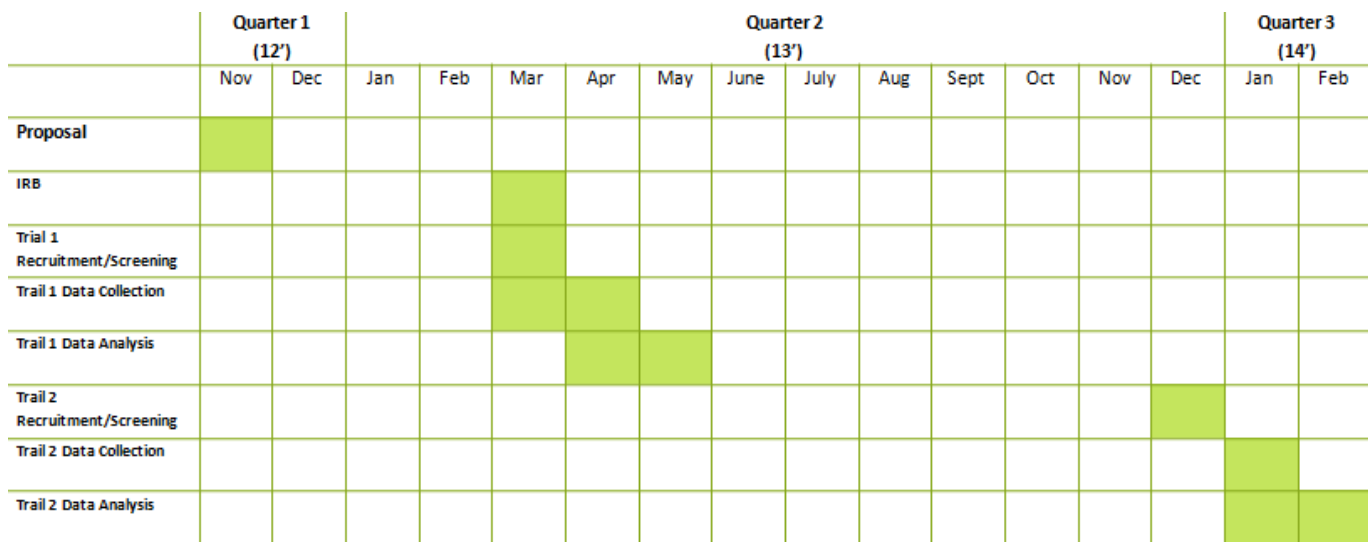 Quarter 1 Quarter 2 Quarter 3
(12’) (13’) (14’)
Nov Dec Jan Feb Mar Apr May June July Aug Sept Oct Nov Dec Jan Feb
Proposal
IRB
Trial 1
Recruitment/Screening
Trail 1 Data Collection
Trail 1 Data Analysis
Trail 2
Recruitment/Screening
Trail 2 Data Collection
Trail 2 Data Analysis